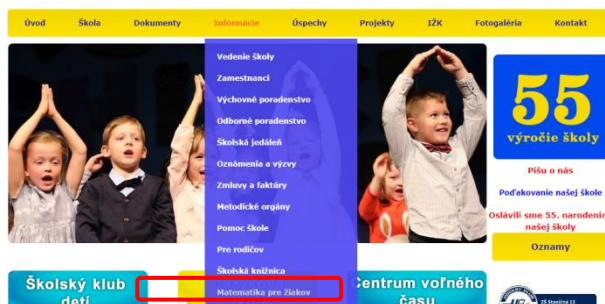 Úvod Škola Dokumenty Informácie Úspechy Projekty IŽK Fotogaléria Kontakt
Vedenie školy
Zamestnanci
Výchovné poradenstvo
Odborné poradenstvo
Školská jedáleň
Oznámenia a výzvy
Zmluvy a faktúry
Metodické orgány
Pomoc škole
Pre rodičov
Školská knižnica
Matematika pre žiakov
55
výročie školy
Píšu o nás
Poďakovanie našej škole
Oslávili sme 55. narodeniny
našej školy
Oznamy
Školský klub
detí
Centrum voľného
času